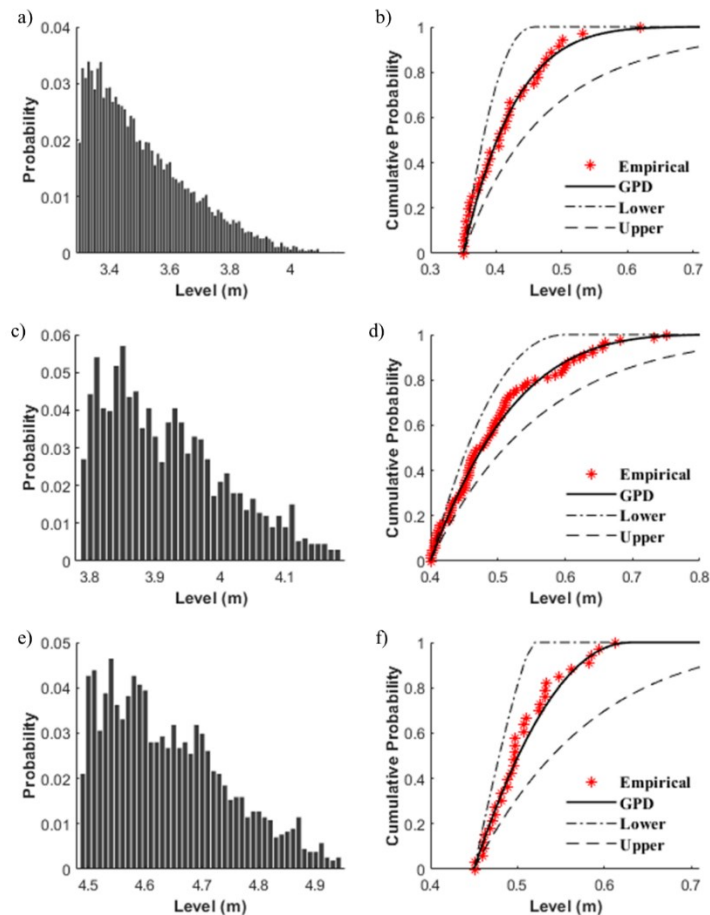 a)
0.04
0.03
0.02
0.01
0
Probability
3.4
3.6
3.8
4
Level (m)
b)
1
0.8
0.6
0.4
0.2
0
Cumulative Probability
Empirical
GPD
Lower
Upper
0.3
0.4
0.5
0.6
0.7
Level (m)
c)
0.06
0.05
0.04
0.03
0.02
0.01
0
Probability
3.8
3.9
4
4.1
Level (m)
d)
1
0.8
0.6
0.4
0.2
0
Cumulative Probability
Empirical
GPD
Lower
Upper
0.4
0.5
0.6
0.7
0.8
Level (m)
e)
0.05
0.04
0.03
0.02
0.01
0
Probability
4.5
4.6
4.7
4.8
4.9
Level (m)
f)
1
0.8
0.6
0.4
0.2
0
Cumulative Probability
Empirical
GPD
Lower
Upper
0.4
0.5
0.6
0.7
Level (m)